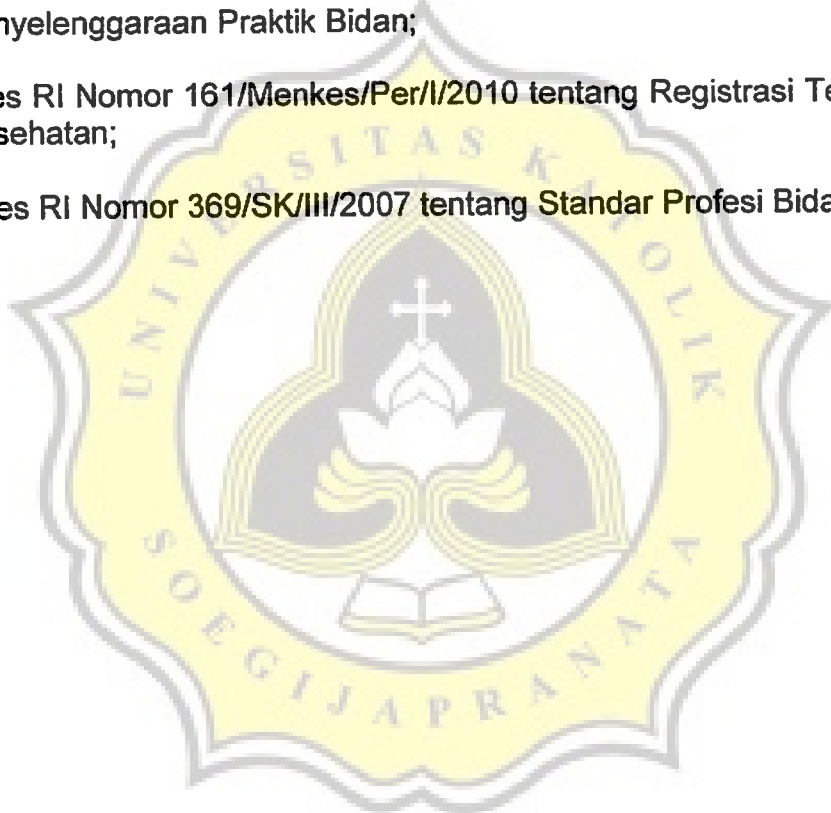 nyelenggaraan Praktik Bidan;
es RI Nomor 161/Menkes/Per/I/2010 tentang Registrasi Te
sehatan;
es RI Nomor 369/SK/III/2007 tentang Standar Profesi Bida
UNIVERSITAS KATOLIK
SOEGIJAPRANATA